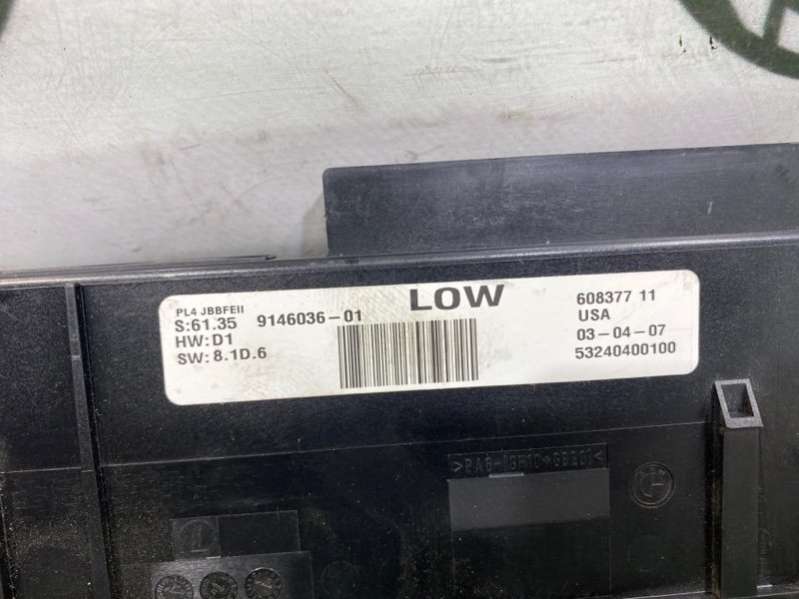 PL4 JBBFEII
LOW
S:61.35 9146036-01
HW:D1
SW:8.1D.6
608377 11
USA
03-04-07
53240400100